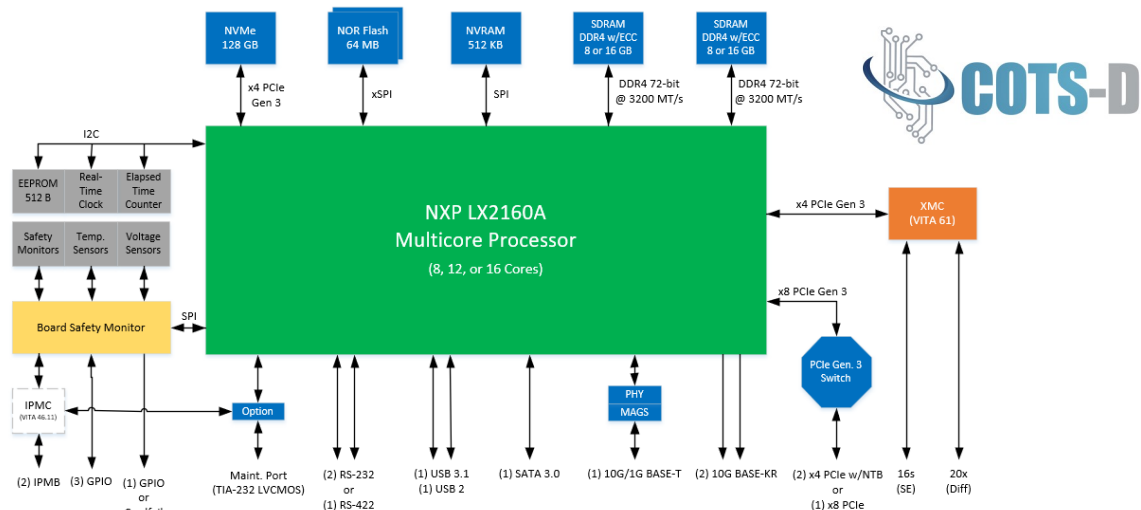 NVMe
128 GB
NOR Flash
64 MB
NVRAM
512 KB
SDRAM
DDR4 w/ECC
8 or 16 GB
SDRAM
DDR4 w/ECC
8 or 16 GB
COTS-D
x4 PCIe
Gen 3
xSPI
SPI
DDR4 72-bit
@ 3200 MT/s
DDR4 72-bit
@ 3200 MT/s
I2C
EEPROM
512 B
Real-
Time
Clock
Elapsed
Time
Counter
NXP LX2160A
Multicore Processor
(8, 12, or 16 Cores)
x4 PCIe Gen 3
XMC
(VITA 61)
Safety
Monitors
Temp.
Sensors
Voltage
Sensors
x8 PCIe Gen 3
Board Safety Monitor
SPI
PCIe Gen. 3
Switch
IPMC
(VITA 46.11)
Option
PHY
MAGS
(2) IPMB
(3) GPIO
(1) GPIO
or
Maint. Port
(TIA-232 LVCMOS)
(2) RS-232
or
(1) RS-422
(1) USB 3.1
(1) USB 2
(1) SATA 3.0
(1) 10G/1G BASE-T
(2) 10G BASE-KR
(2) x4 PCIe w/NTB
or
(1) x8 PCIe
16s
(SE)
20x
(Diff)